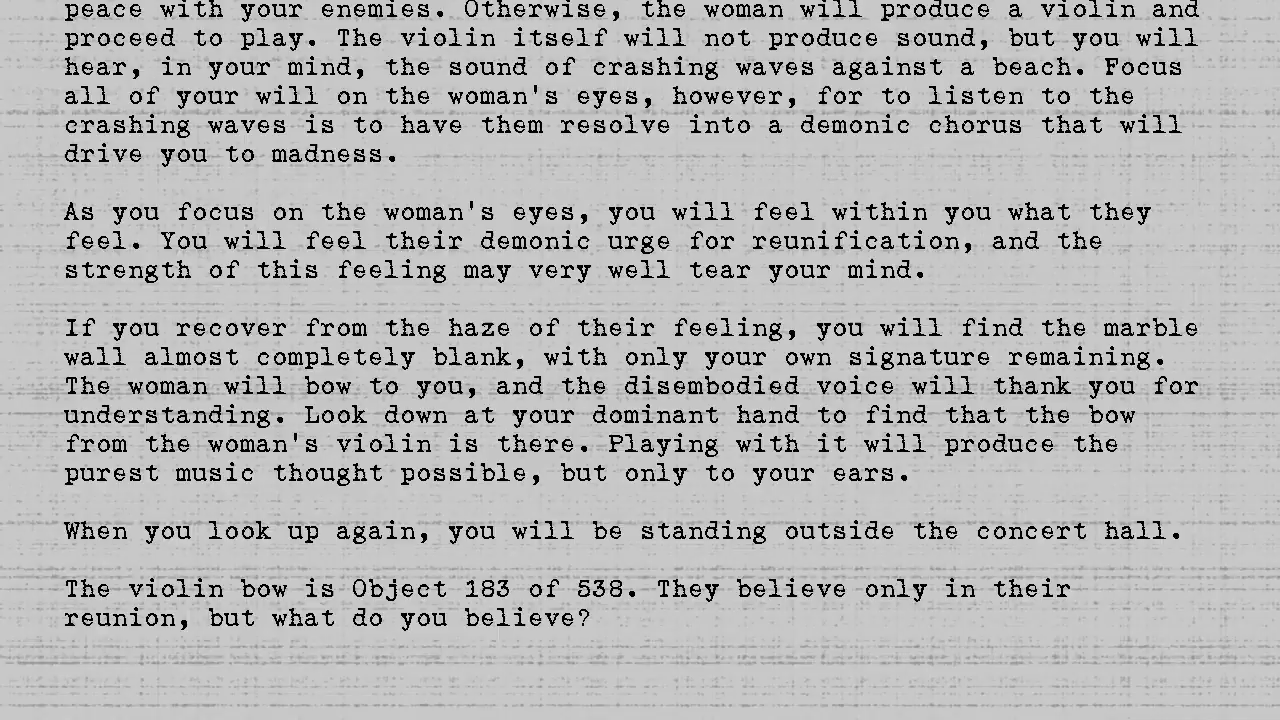 peace with your enemies. Otherwise, the woman will produce a violin and
proceed to play. The violin itself will not produce sound, but you will
hear, in your mind, the sound of crashing waves against a beach. Focus
all of your will on the woman's eyes, however, for to listen to the
crashing waves is to have them resolve into a demonic chorus that will
drive you to madness.
As you focus on the woman's eyes, you will feel within you what they
feel. You will feel their demonic urge for reunification, and the
strength of this feeling may very well tear your mind.
If you recover from the haze of their feeling, you will find the marble
wall almost completely blank, with only your own signature remaining.
The woman will bow to you, and the disembodied voice will thank you for
understanding. Look down at your dominant hand to find that the bow
from the woman's violin is there. Playing with it will produce the
purest music thought possible, but only to your ears.
When you look up again, you will be standing outside the concert hall.
The violin bow is Object 183 of 538. They believe only in their
reunion, but what do you believe?